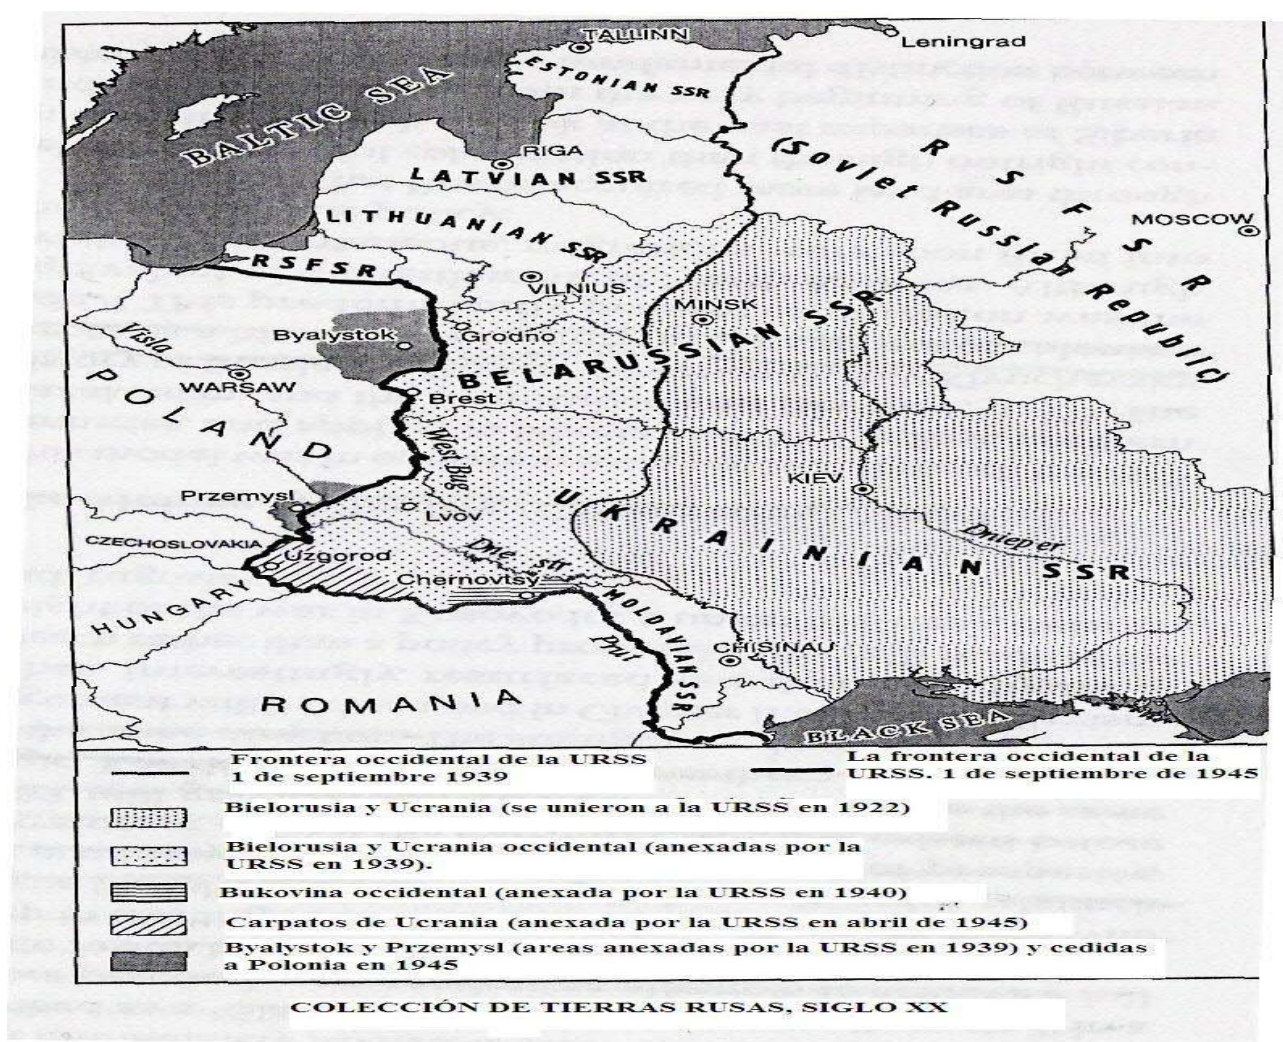 TALLINN
Leningrad
ESTONIAN SSR
BALTIC SEA
RIGA
LATVIAN SSR
RSFSR
(Soviet Russian Republic)
MOSCOW
LITHUANIAN SSR
RSFSR
VILNIUS
MINSK
Byalystok
Grodno
Visla
WARSAW
BELARUSSIAN SSR
Brest
POLAND
West Bug
KIEV
Przemysl
Lvov
UKRAINIAN SSR
Dnieper
CZECHOSLOVAKIA
Uzgorod
Dnestr
Chernovtsy
HUNGARY
MOLDAVIAN SSR
Prut
CHISINAU
ROMANIA
BLACK SEA
Frontera occidental de la URSS
1 de septiembre 1939
La frontera occidental de la
URSS. 1 de septiembre de 1945
Bielorusia y Ucrania (se unieron a la URSS en 1922)
Bielorusia y Ucrania occidental (anexadas por la
URSS en 1939).
Bukovina occidental (anexada por la URSS en 1940)
Carpatos de Ucrania (anexada por la URSS en abril de 1945)
Byalystok y Przemysl (areas anexadas por la URSS en 1939) y cedidas
a Polonia en 1945
COLECCIÓN DE TIERRAS RUSAS, SIGLO XX